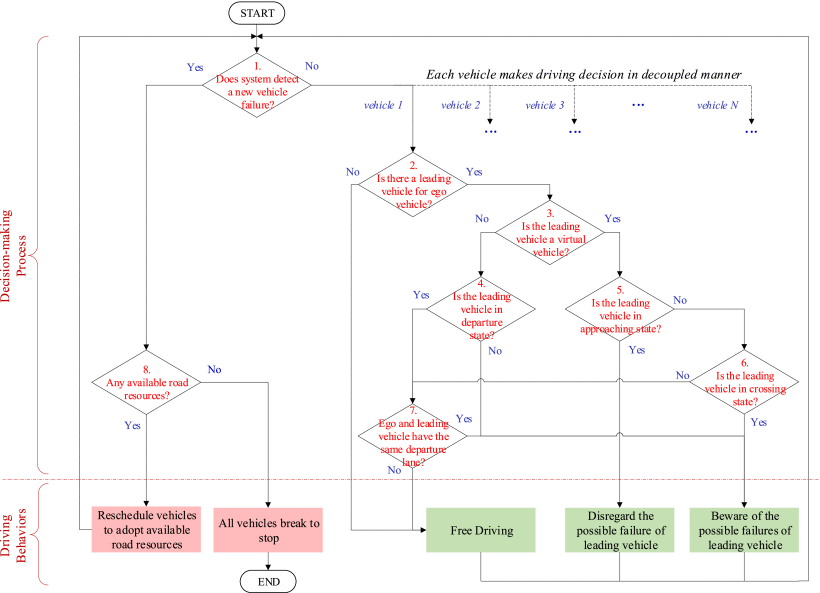 START
1.
Does system detect
a new vehicle
failure?
Yes
No
Each vehicle makes driving decision in decoupled manner
vehicle 1
vehicle 2
vehicle 3
...
vehicle N
...
...
...
2.
Is there a leading
vehicle for ego
vehicle?
No
Yes
3.
Is the leading
vehicle a virtual
vehicle?
No
Yes
4.
Is the leading
vehicle in
departure
state?
Yes
No
5.
Is the leading
vehicle in
approaching state?
No
Yes
6.
Is the leading
vehicle in crossing
state?
No
Yes
7.
Ego and leading
vehicle have the
same departure
lane?
Yes
No
8.
Any available road
resources?
No
Yes
Decision-making
Process
Driving
Behaviors
Reschedule vehicles
to adopt available
road resources
All vehicles break to
stop
Free Driving
Disregard the
possible failure of
leading vehicle
Beware of the
possible failures of
leading vehicle
END